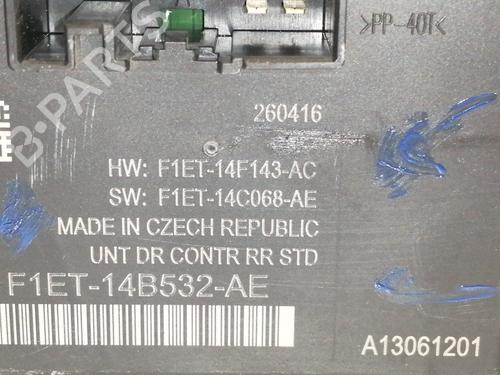 >PP-40T<
B-PARTS
260416
HW: F1ET-14F143-AC
SW: F1ET-14C068-AE
MADE IN CZECH REPUBLIC
UNT DR CONTR RR STD
F1ET-14B532-AE
A13061201